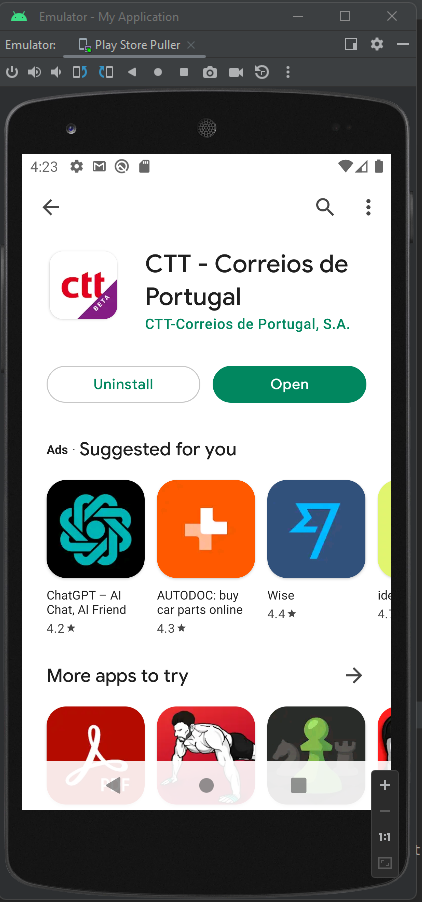 Emulator - My Application
Emulator:
Play Store Puller
4:23
ctt
BETA
CTT - Correios de
Portugal
CTT-Correios de Portugal, S.A.
Uninstall
Open
Ads · Suggested for you
ChatGPT – AI
Chat, AI Friend
4.2★
AUTODOC: buy
car parts online
4.3★
Wise
4.4★
ide
4.
More apps to try
1:1
t